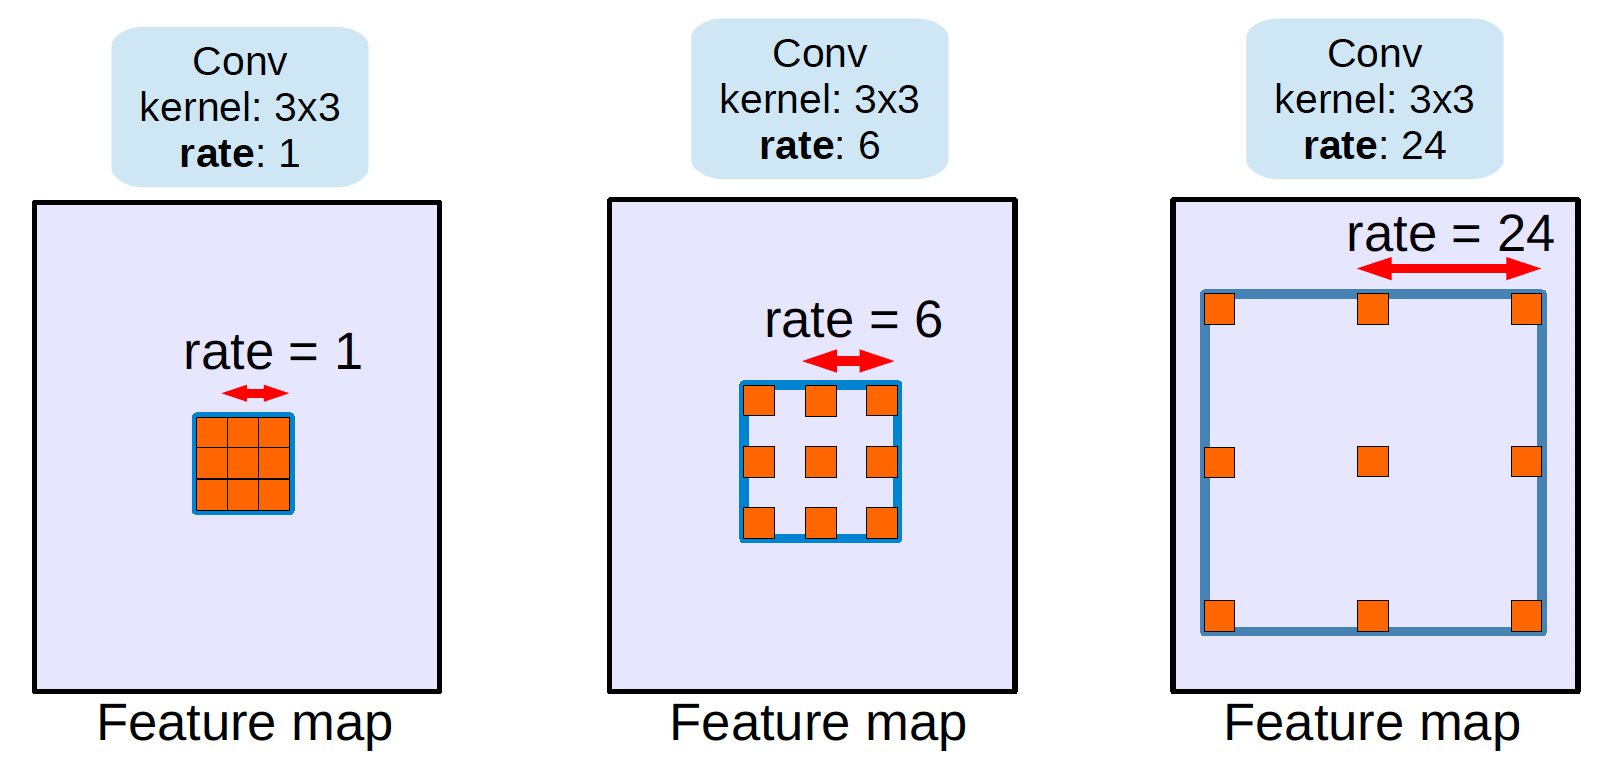 Conv
kernel: 3x3
rate: 1
rate = 1
Feature map
Conv
kernel: 3x3
rate: 6
rate = 6
Feature map
Conv
kernel: 3x3
rate: 24
rate = 24
Feature map